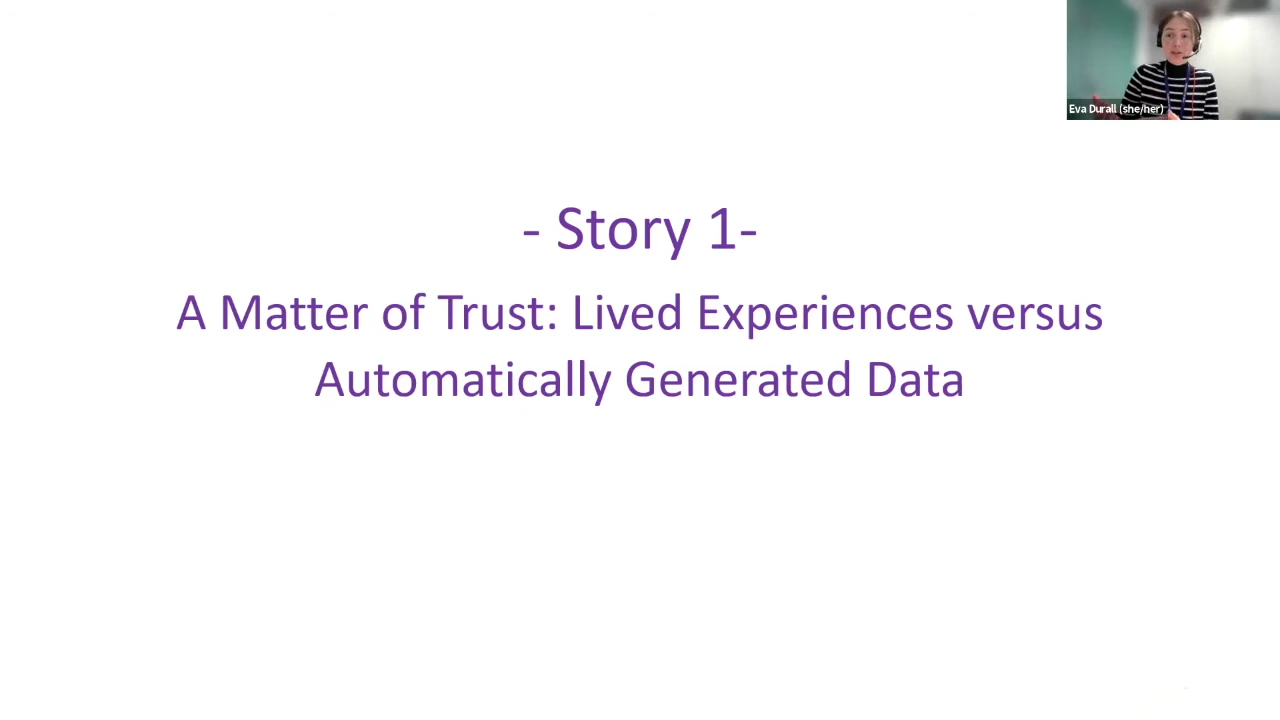 Eva Durall (she/her)
- Story 1-
A Matter of Trust: Lived Experiences versus
Automatically Generated Data